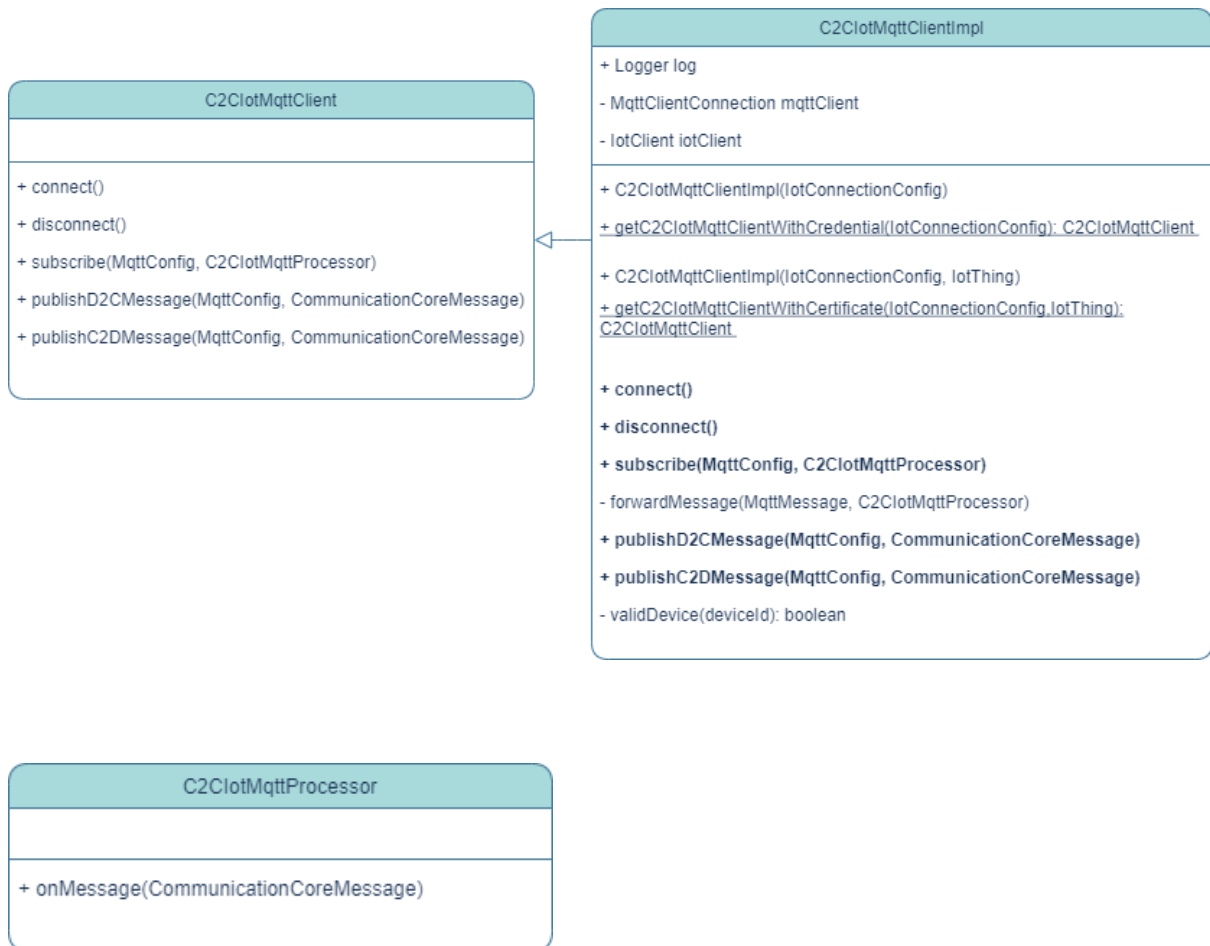 C2CIotMqttClient
+ connect()
+ disconnect()
+ subscribe(MqttConfig, C2CIotMqttProcessor)
+ publishD2CMessage(MqttConfig, CommunicationCoreMessage)
+ publishC2DMessage(MqttConfig, CommunicationCoreMessage)
C2CIotMqttClientImpl
+ Logger log
- MqttClientConnection mqttClient
- IotClient iotClient
+ C2CIotMqttClientImpl(IotConnectionConfig)
+ getC2CIotMqttClientWithCredential(IotConnectionConfig): C2CIotMqttClient
+ C2CIotMqttClientImpl(IotConnectionConfig, IotThing)
+ getC2CIotMqttClientWithCertificate(IotConnectionConfig,IotThing):
C2CIotMqttClient
+ connect()
+ disconnect()
+ subscribe(MqttConfig, C2CIotMqttProcessor)
- forwardMessage(MqttMessage, C2CIotMqttProcessor)
+ publishD2CMessage(MqttConfig, CommunicationCoreMessage)
+ publishC2DMessage(MqttConfig, CommunicationCoreMessage)
- validDevice(deviceId): boolean
C2CIotMqttProcessor
+ onMessage(CommunicationCoreMessage)